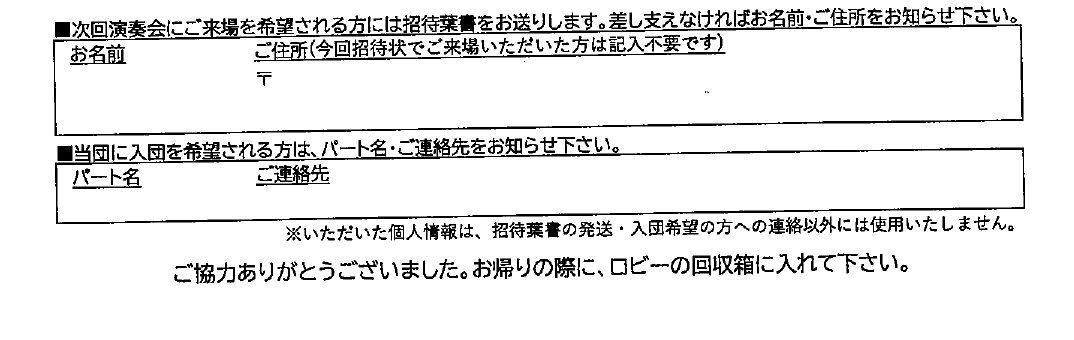 ■次回演奏会にご来場を希望される方には招待葉書をお送りします。差し支えなければお名前・ご住所をお知らせ下さい。
お名前 ご住所(今回招待状でご来場いただいた方は記入不要です)
〒
■当団に入団を希望される方は、パート名・ご連絡先をお知らせ下さい。
パート名 ご連絡先
※いただいた個人情報は、招待葉書の発送・入団希望の方への連絡以外には使用いたしません。
ご協力ありがとうございました。お帰りの際に、ロビーの回収箱に入れて下さい。